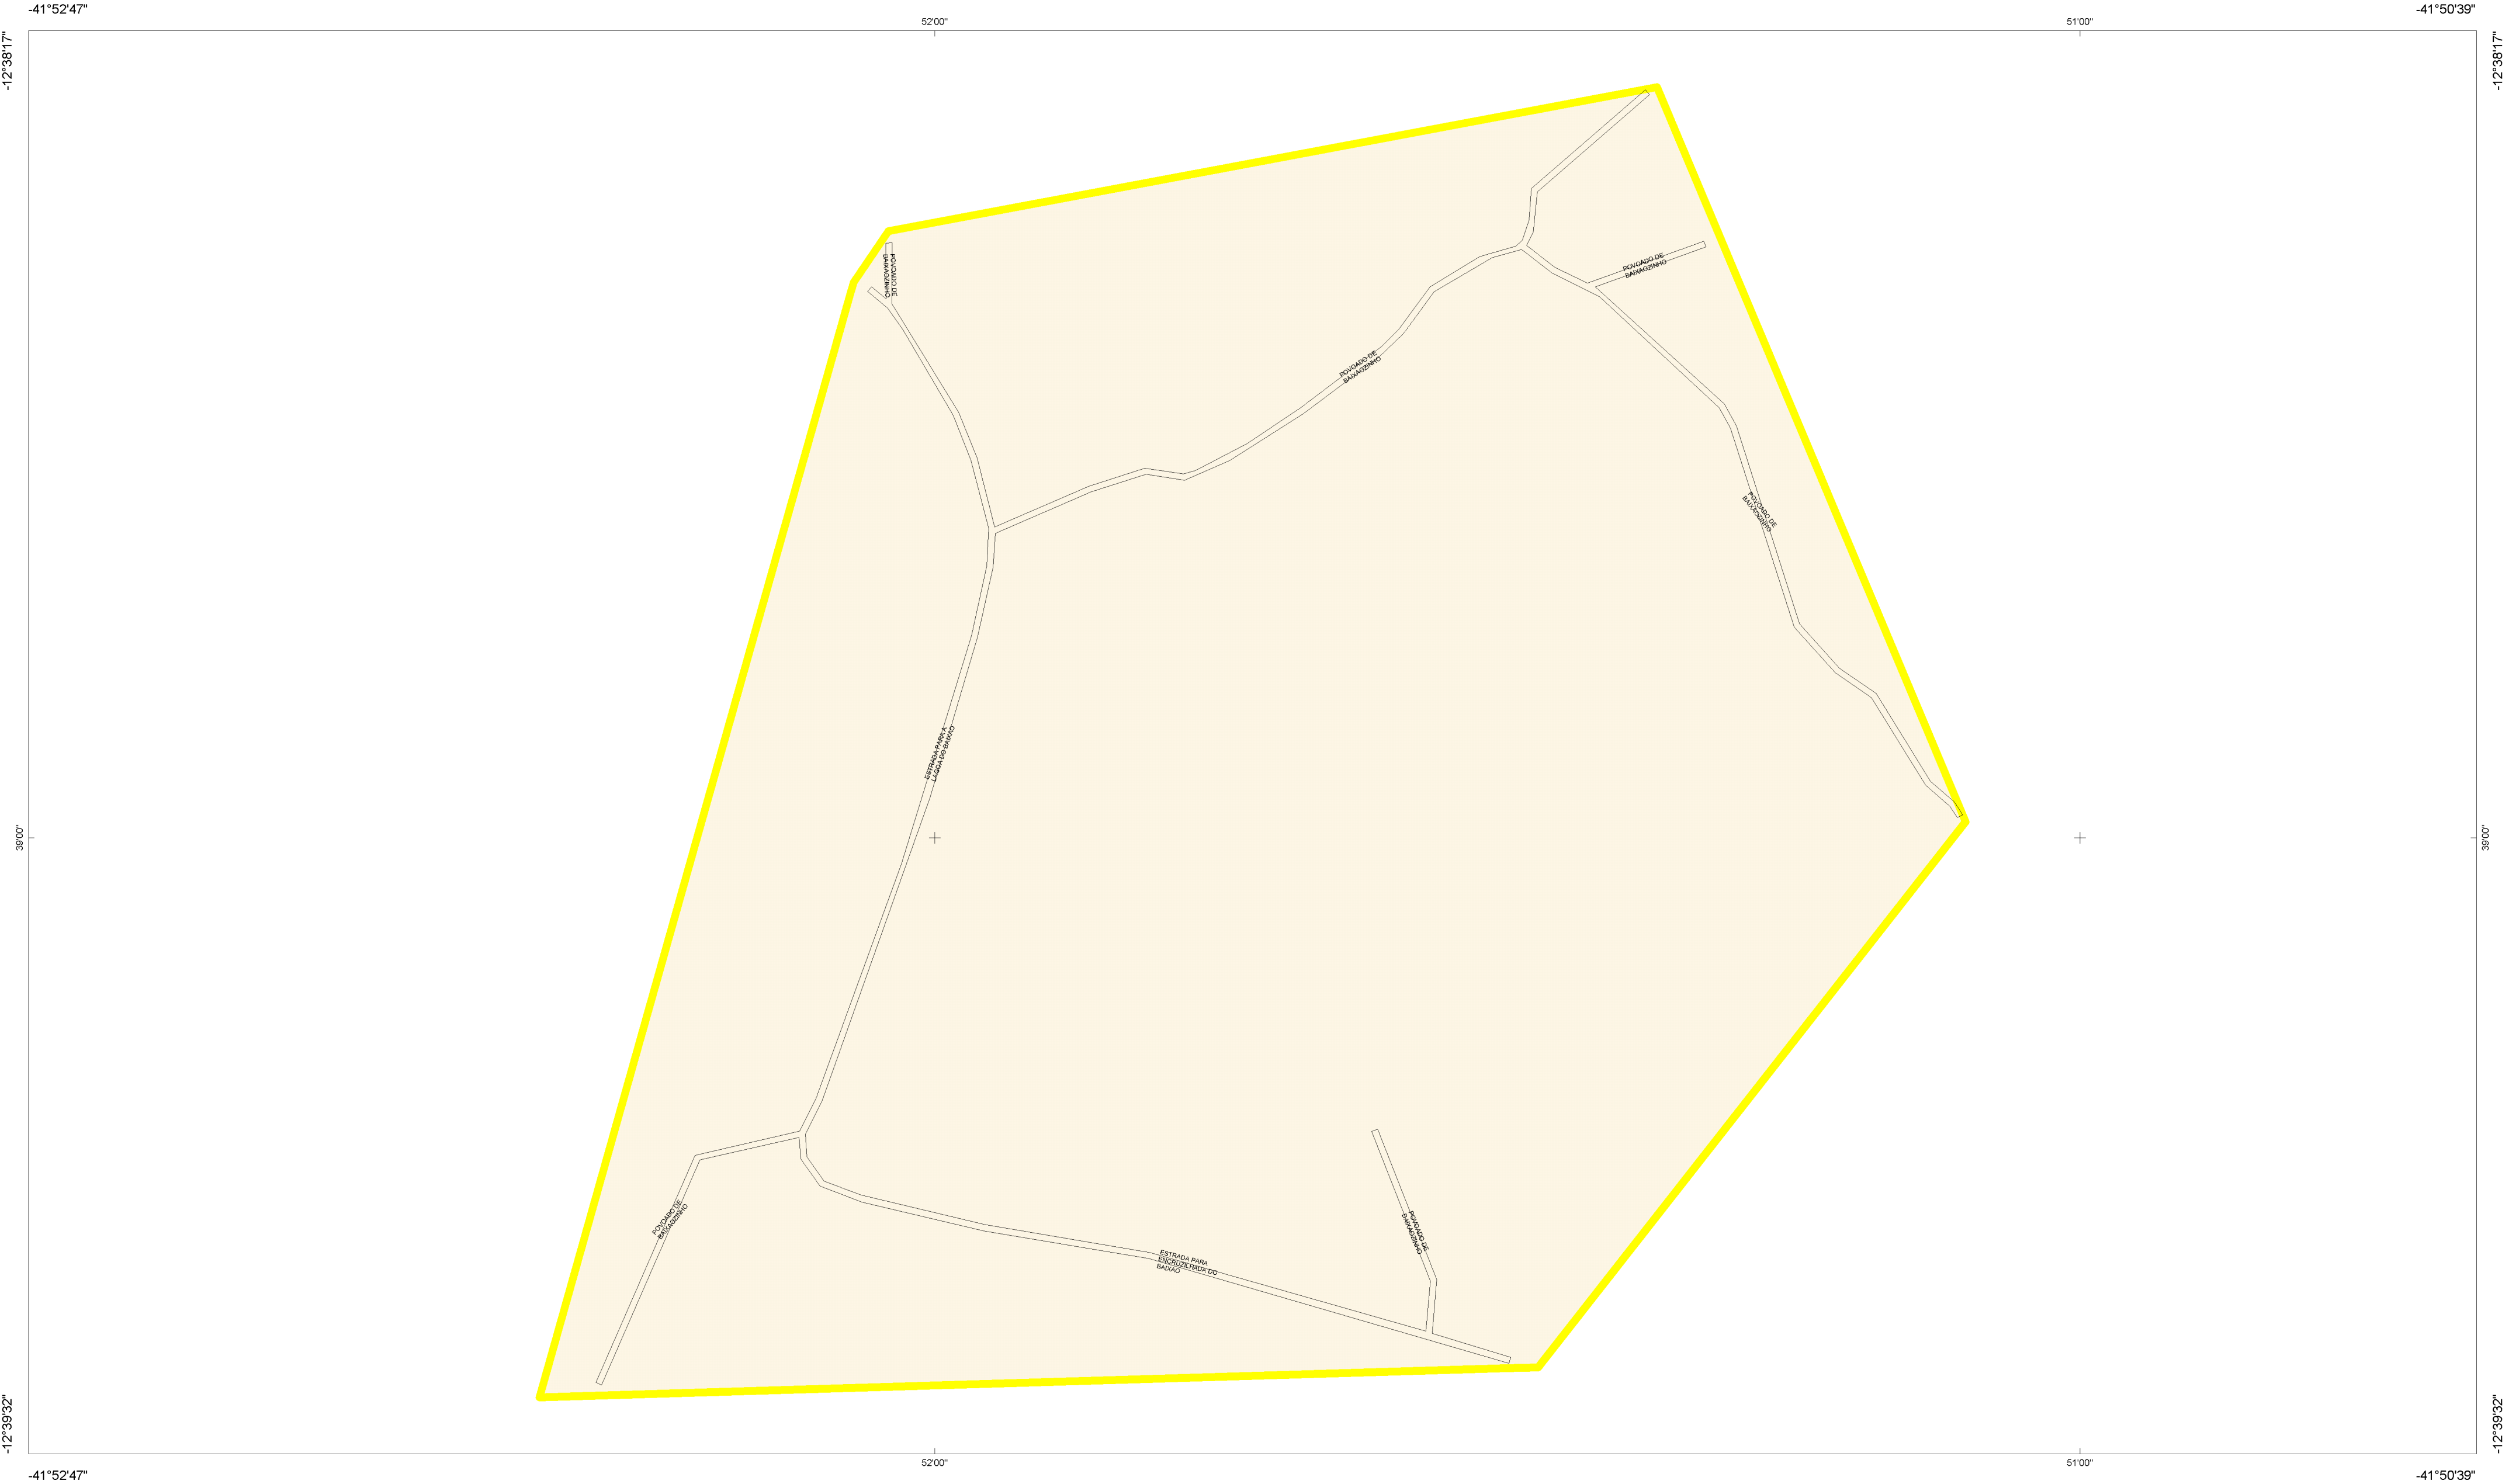 -41°52'47"
52'00"
51'00"
-41°50'39"
-12°38'17"
-12°38'17"
POVOADO DE
BAIXAOZINHO
POVOADO DE
BAIXAOZINHO
POVOADO DE
BAIXAOZINHO
POVOADO DE
BAIXAOZINHO
ESTRADA PARA A
LAGOA DO BAIXAO
39'00"
39'00"
POVOADO DE
BAIXAOZINHO
POVOADO DE
BAIXAOZINHO
ESTRADA PARA
ENCRUZILHADA DO
BAIXAO
-12°39'32"
-12°39'32"
-41°52'47"
52'00"
51'00"
-41°50'39"